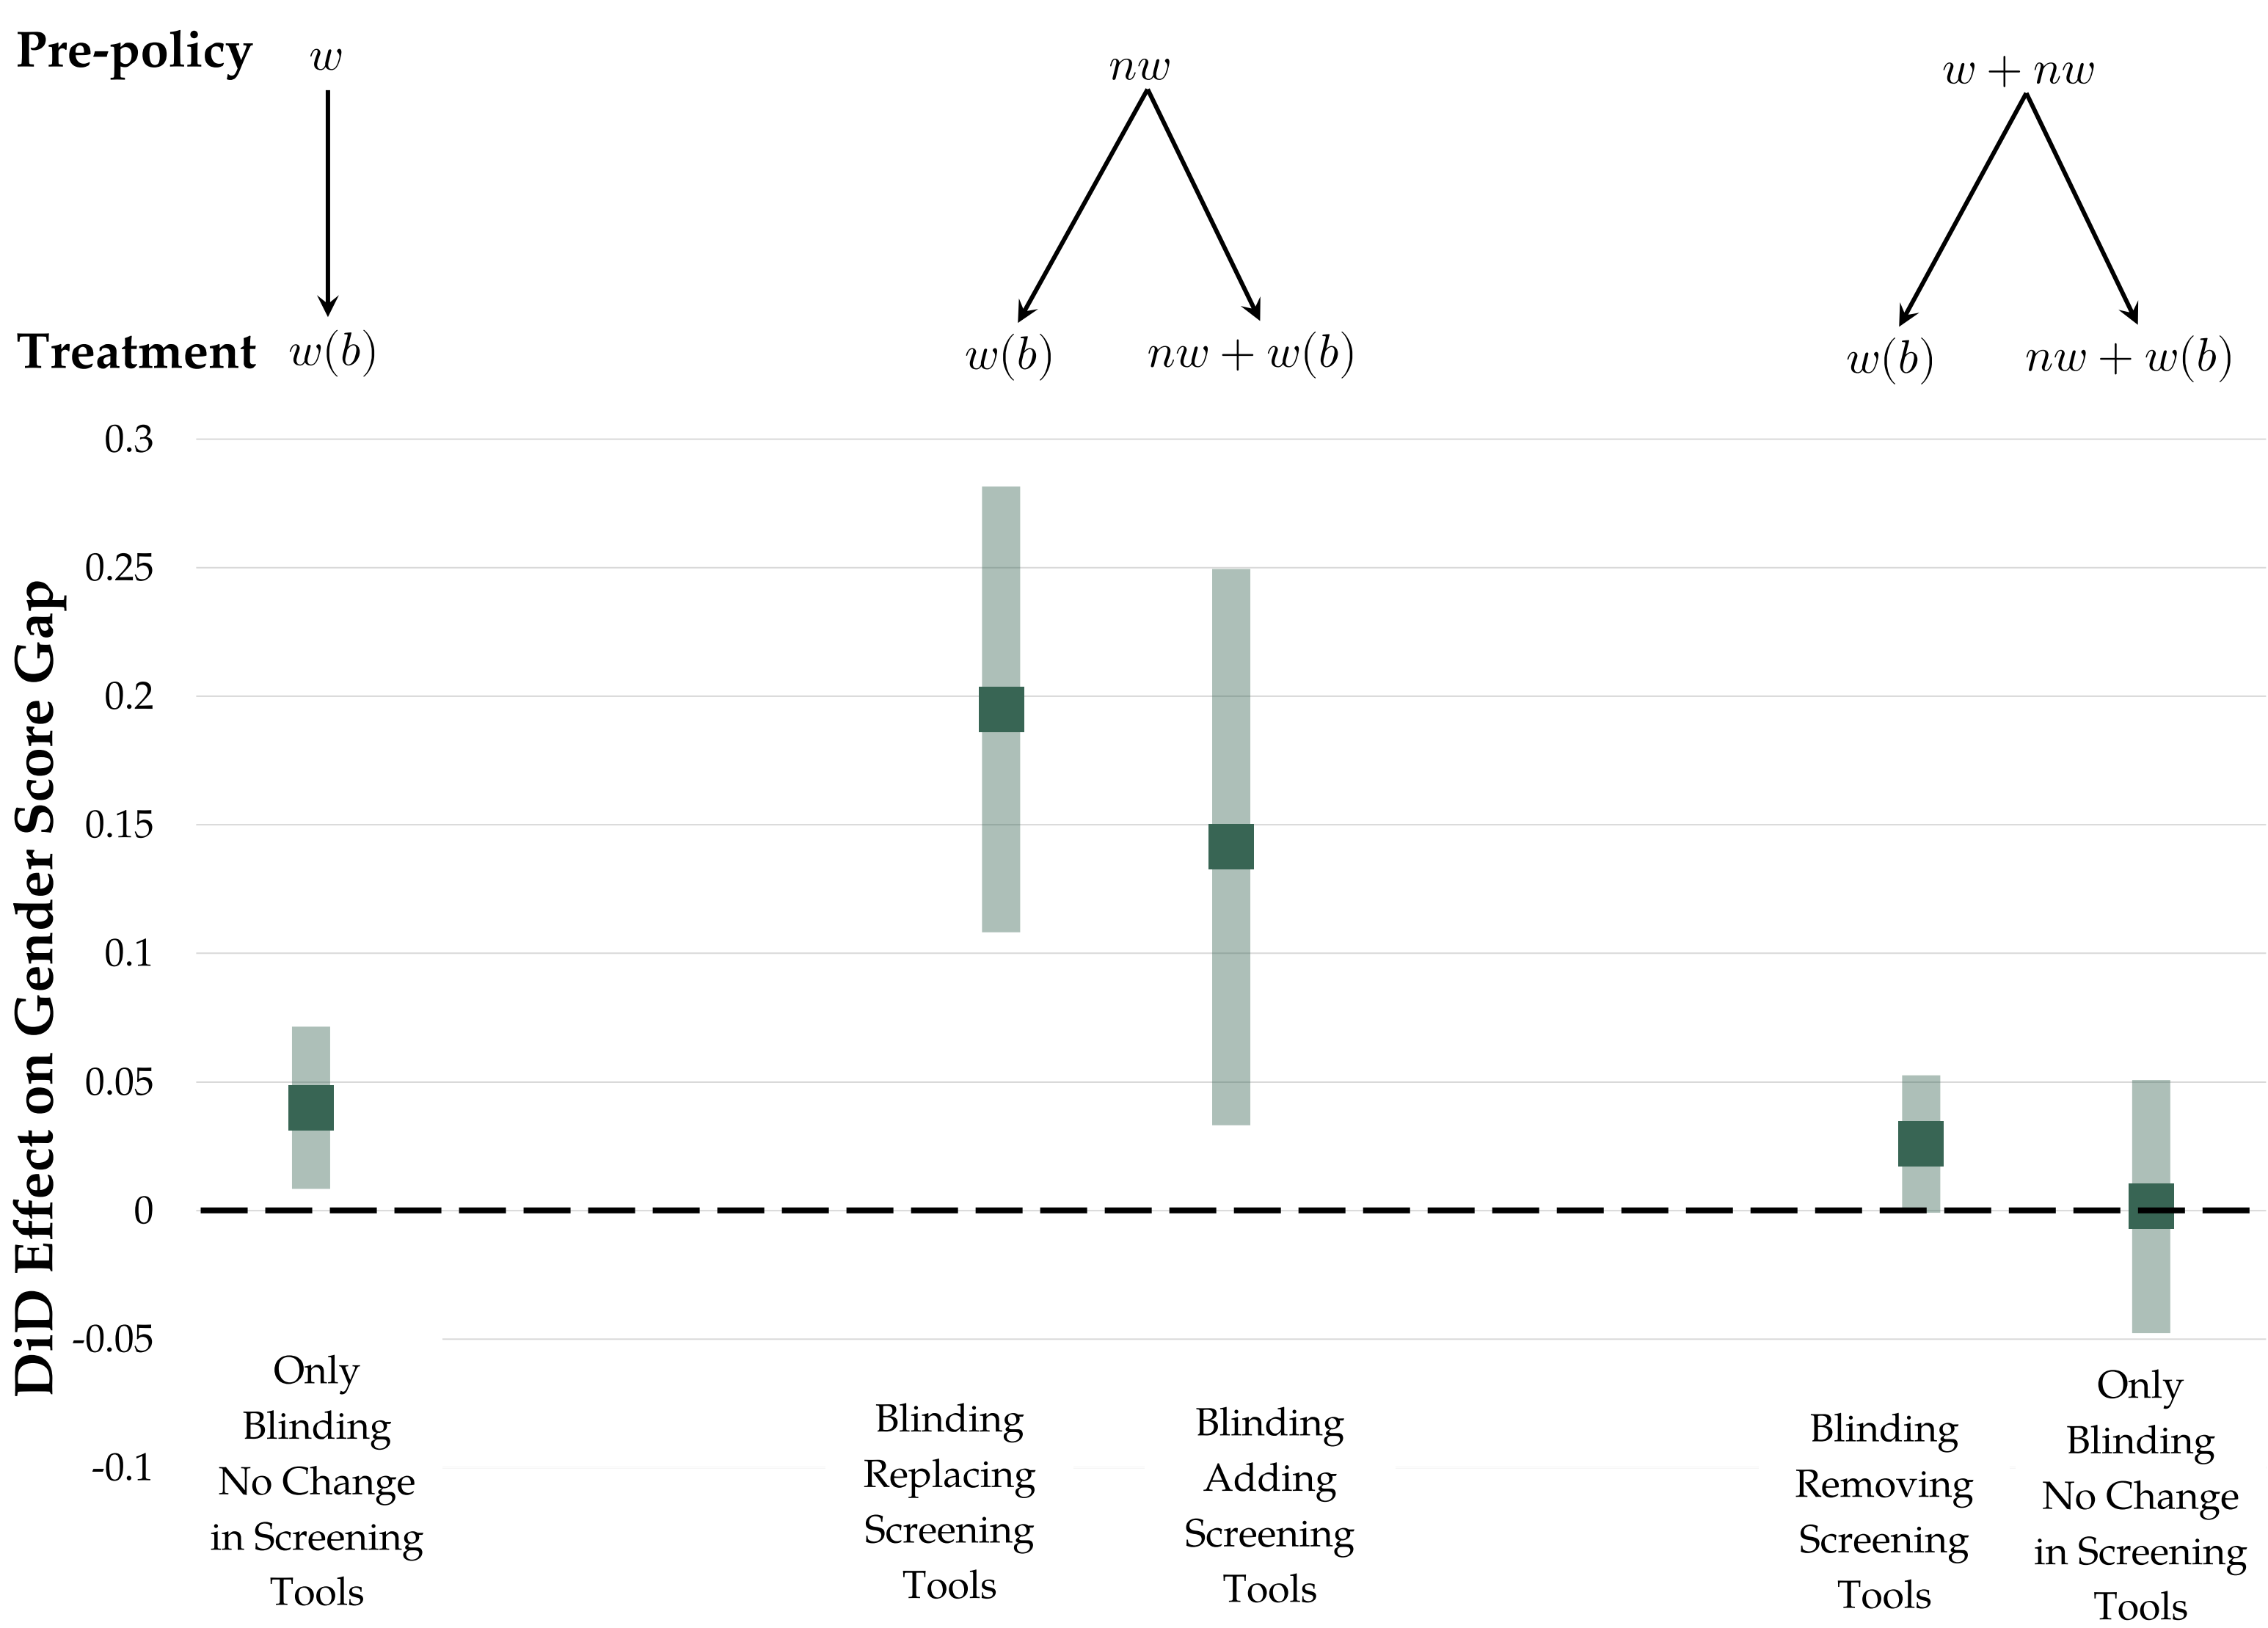 Pre-policy w nw w + nw
Treatment w(b) w(b) nw + w(b) w(b) nw + w(b)
DiD Effect on Gender Score Gap
0.3
0.25
0.2
0.15
0.1
0.05
0
-0.05
-0.1
Only
Blinding
No Change
in Screening
Tools
Blinding
Replacing
Screening
Tools
Blinding
Adding
Screening
Tools
Blinding
Removing
Screening
Tools
Only
Blinding
No Change
in Screening
Tools